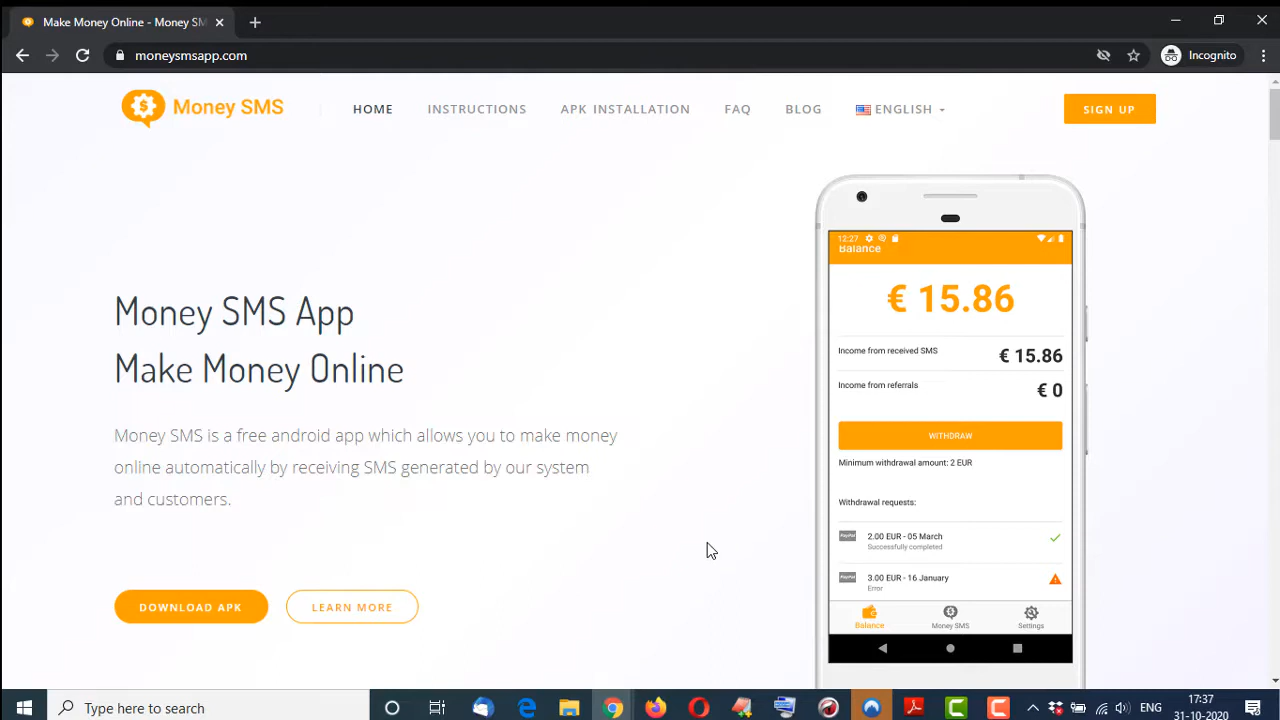 Make Money Online - Money SM
moneysmsapp.com
Incognito
Money SMS
HOME
INSTRUCTIONS
APK INSTALLATION
FAQ
BLOG
ENGLISH
SIGN UP
Money SMS App
Make Money Online
Money SMS is a free android app which allows you to make money
online automatically by receiving SMS generated by our system
and customers.
DOWNLOAD APK
LEARN MORE
12:27
Balance
€ 15.86
Income from received SMS
€ 15.86
Income from referrals
€ 0
WITHDRAW
Minimum withdrawal amount: 2 EUR
Withdrawal requests:
PayPal
2.00 EUR - 05 March
Successfully completed
PayPal
3.00 EUR - 16 January
Error
Balance
Money SMS
Settings
Type here to search
ENG
17:37
31-10-2020